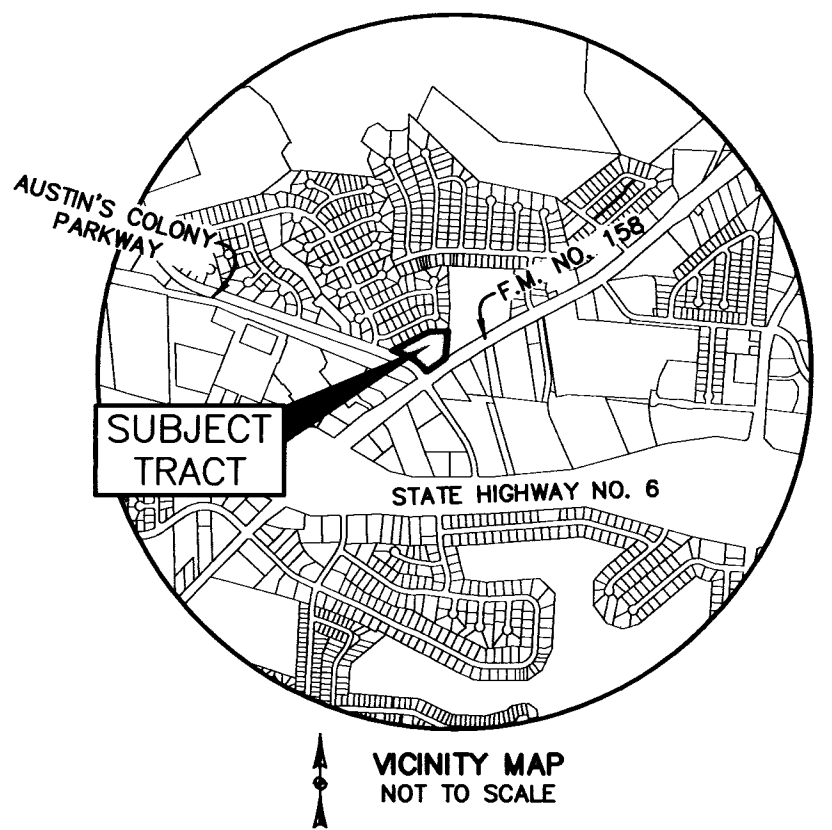 AUSTIN'S COLONY
PARKWAY
F.M. NO. 158
SUBJECT
TRACT
STATE HIGHWAY NO. 6
VICINITY MAP
NOT TO SCALE